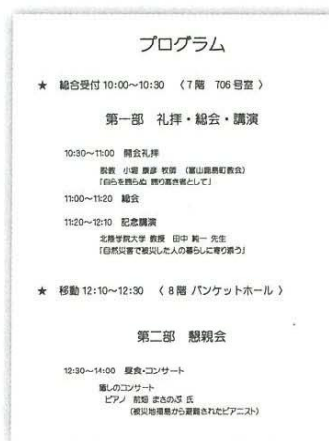 プログラム
★ 総合受付 10:00～10:30 〈 7階 706号室 〉
第一部 礼拝・総会・講演
10:30～11:00 開会礼拝
説教 小堀 康彦 牧師 （富山鹿島町教会）
「自らを誇らぬ 誇り高き者として」
11:00～11:20 総会
11:20～12:10 記念講演
北陸学院大学 教授 田中 純一 先生
「自然災害で被災した人の暮らしに寄り添う」
★ 移動 12:10～12:30 〈 8階 バンケットホール 〉
第二部 懇親会
12:30～14:00 昼食・コンサート
癒しのコンサート
ピアノ 前畑 まさのぶ 氏
（被災地福島から避難されたピアニスト）